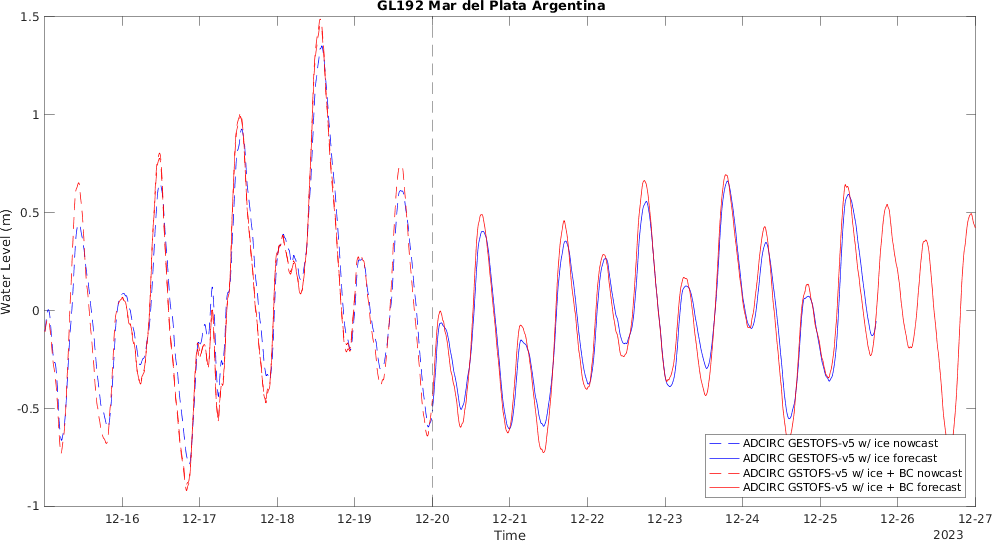 GL192 Mar del Plata Argentina
Water Level (m)
1.5
1
0.5
0
-0.5
-1
12-16 12-17 12-18 12-19 12-20 12-21 12-22 12-23 12-24 12-25 12-26 12-27
Time
2023
ADCIRC GESTOFS-v5 w/ ice nowcast
ADCIRC GESTOFS-v5 w/ ice forecast
ADCIRC GSTOFS-v5 w/ ice + BC nowcast
ADCIRC GSTOFS-v5 w/ ice + BC forecast